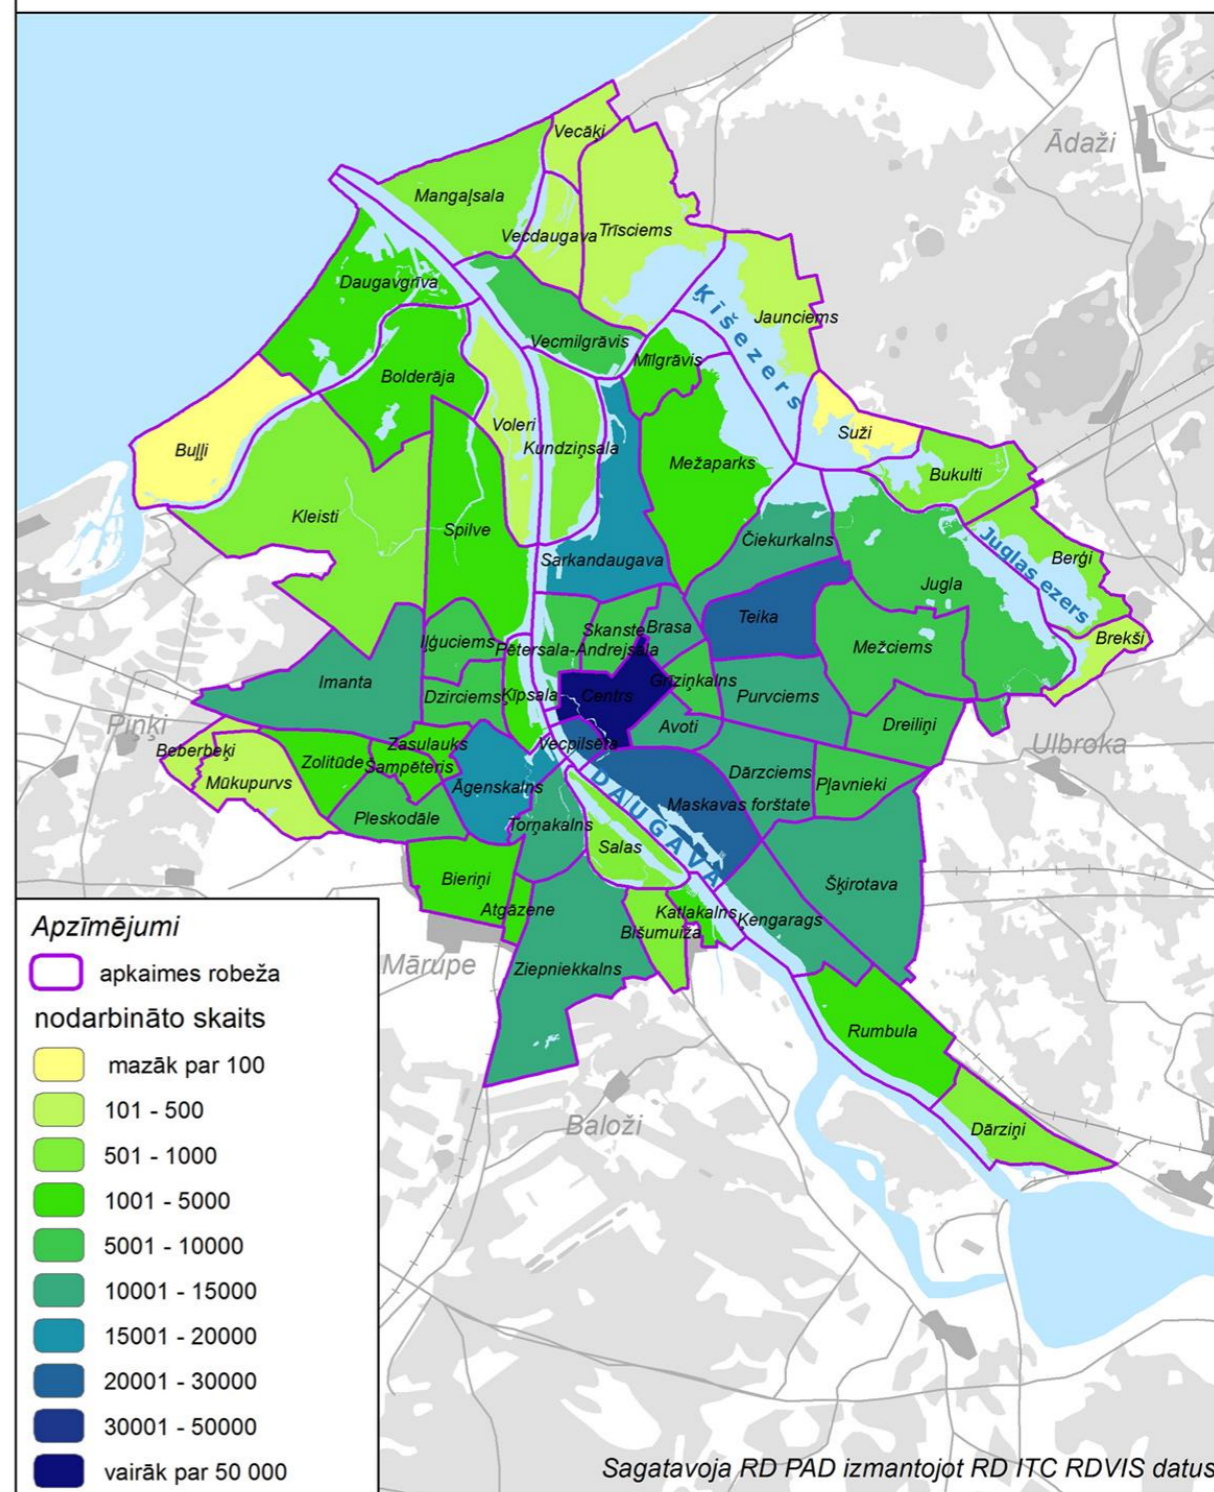 Ādaži
Vecāķi
Mangaļsala
Vecdaugava
Trīsciems
Daugavgrīva
Ķīšezers
Jaunciems
Vecmilgrāvis
Mīlgrāvis
Bolderāja
Voleri
Kundziņsala
Suži
Buļļi
Mežaparks
Bukulti
Kleisti
Spilve
Čiekurkalns
Sarkandaugava
Juglas ezers
Berģi
Jugla
Teika
Skanste
Brasa
Brekši
Iļģuciems
Pētersala-Andrejsala
Mežciems
Imanta
Grīziņkalns
Dzirciems
Ķīpsala
Centrs
Purvciems
Piņķi
Avoti
Dreiliņi
Ulbroka
Beberbeķi
Zasulauks
Vecpilsēta
Zolitūde
Šampēteris
Mūkupurvs
Āgenskalns
DAUGAVA
Dārzciems
Pļavnieki
Maskavas forštate
Pleskodāle
Torņakalns
Salas
Bieriņi
Šķirotava
Atgāzene
Katlakalns
Ķengarags
Bišumuiža
Mārupe
Ziepniekkalns
Rumbula
Baloži
Dārziņi
Apzīmējumi
apkaimes robeža
nodarbināto skaits
mazāk par 100
101 - 500
501 - 1000
1001 - 5000
5001 - 10000
10001 - 15000
15001 - 20000
20001 - 30000
30001 - 50000
vairāk par 50 000
Sagatavoja RD PAD izmantojot RD ITC RDVIS datus